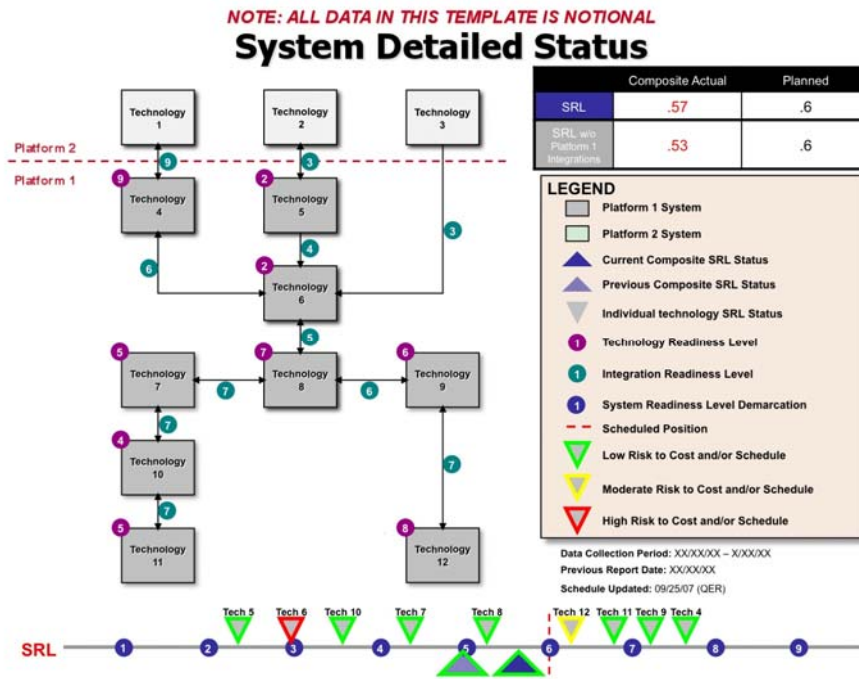 NOTE: ALL DATA IN THIS TEMPLATE IS NOTIONAL
System Detailed Status
Composite Actual
Planned
SRL
.57
.6
SRL w/o
Platform 1
Integrations
.53
.6
Technology
1
Technology
2
Technology
3
Platform 2
9
3
Platform 1
9
Technology
4
2
Technology
5
3
4
6
2
Technology
6
5
5
Technology
7
7
Technology
8
6
Technology
9
7
6
7
4
Technology
10
7
7
5
Technology
11
8
Technology
12
LEGEND
Platform 1 System
Platform 2 System
Current Composite SRL Status
Previous Composite SRL Status
Individual technology SRL Status
1 Technology Readiness Level
1 Integration Readiness Level
1 System Readiness Level Demarcation
Scheduled Position
Low Risk to Cost and/or Schedule
Moderate Risk to Cost and/or Schedule
High Risk to Cost and/or Schedule
Data Collection Period: XX/XX/XX – X/XX/XX
Previous Report Date: XX/XX/XX
Schedule Updated: 09/25/07 (QER)
Tech 5 Tech 6 Tech 10 Tech 7 Tech 8 Tech 12 Tech 11 Tech 9 Tech 4
SRL 1 2 3 4 5 6 7 8 9